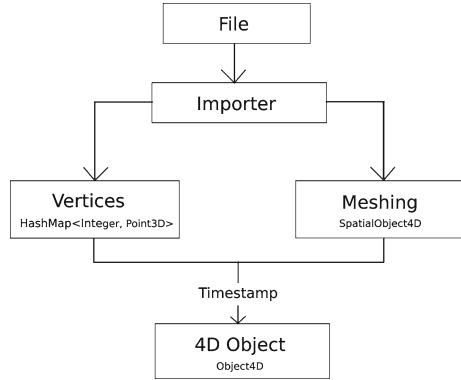 File
Importer
Vertices
HashMap<Integer, Point3D>
Meshing
SpatialObject4D
Timestamp
4D Object
Object4D